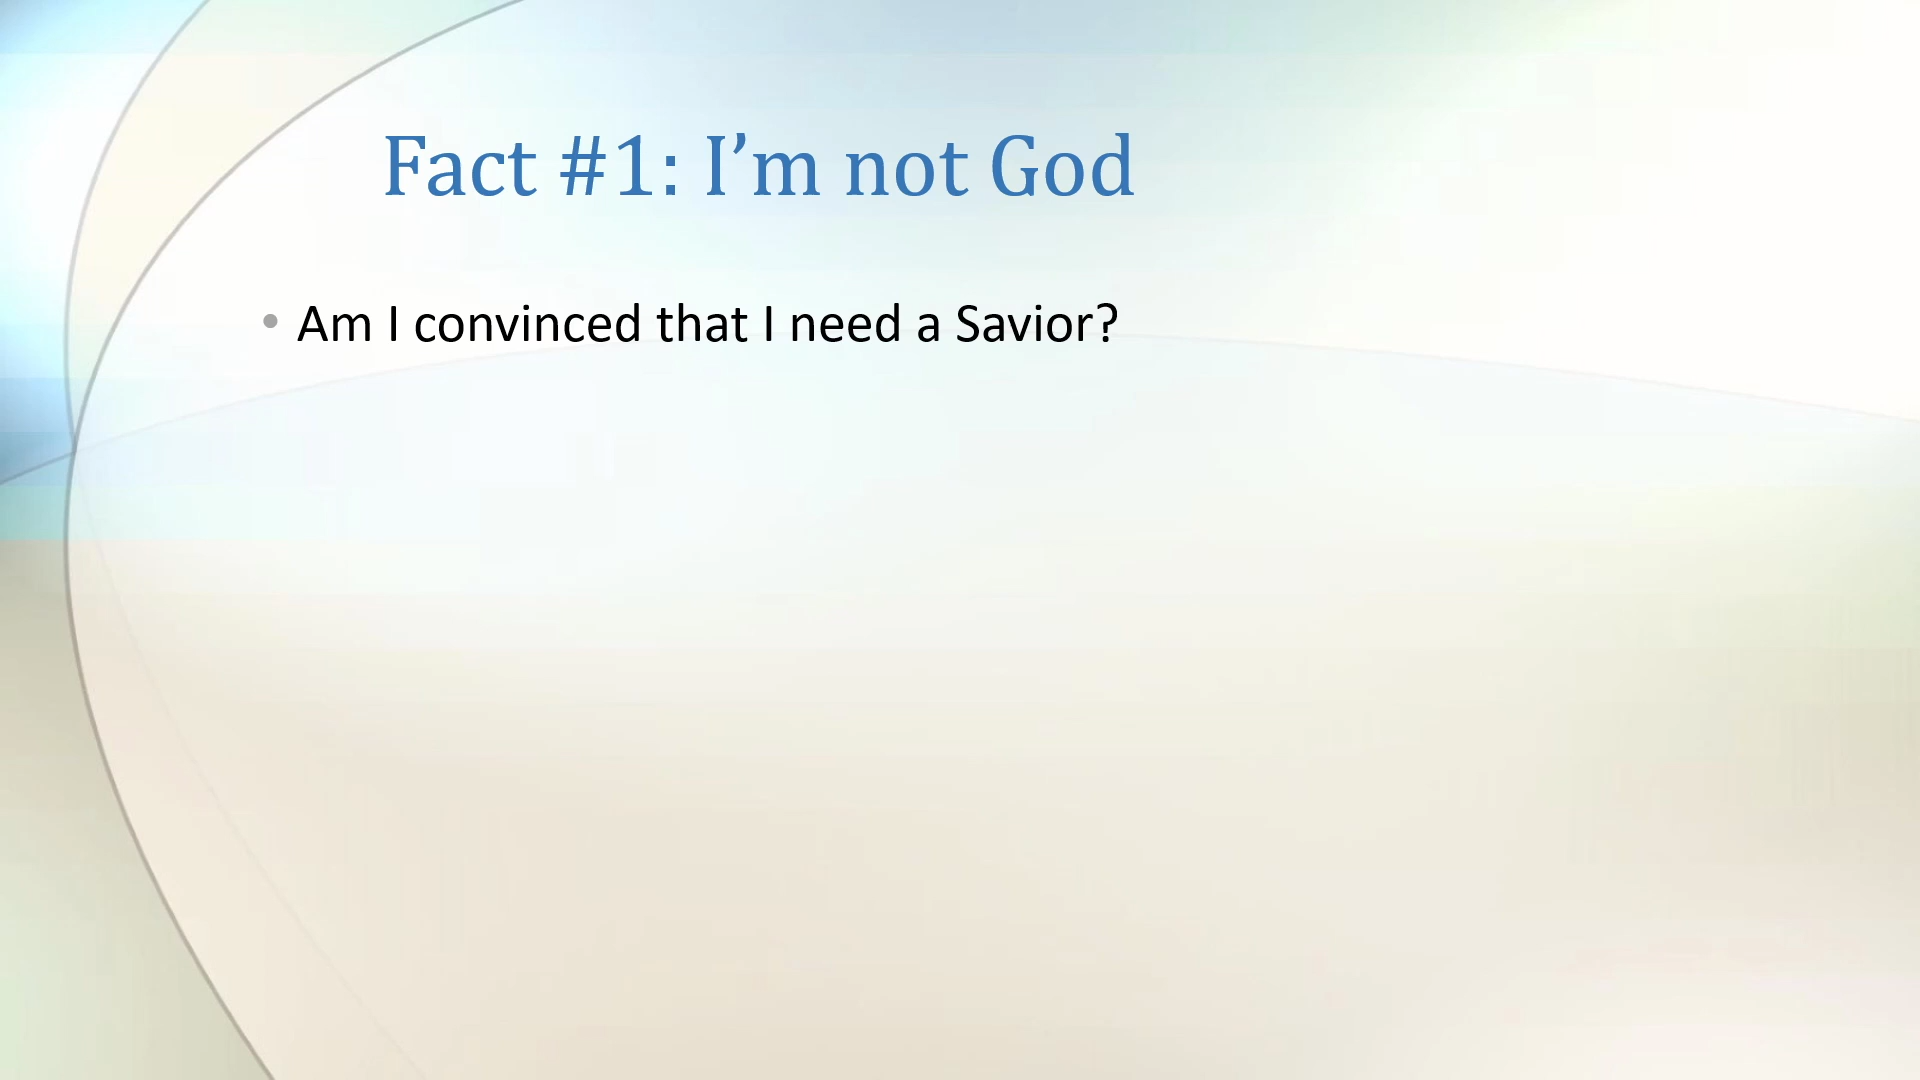 Fact #1: I’m not God
• Am I convinced that I need a Savior?